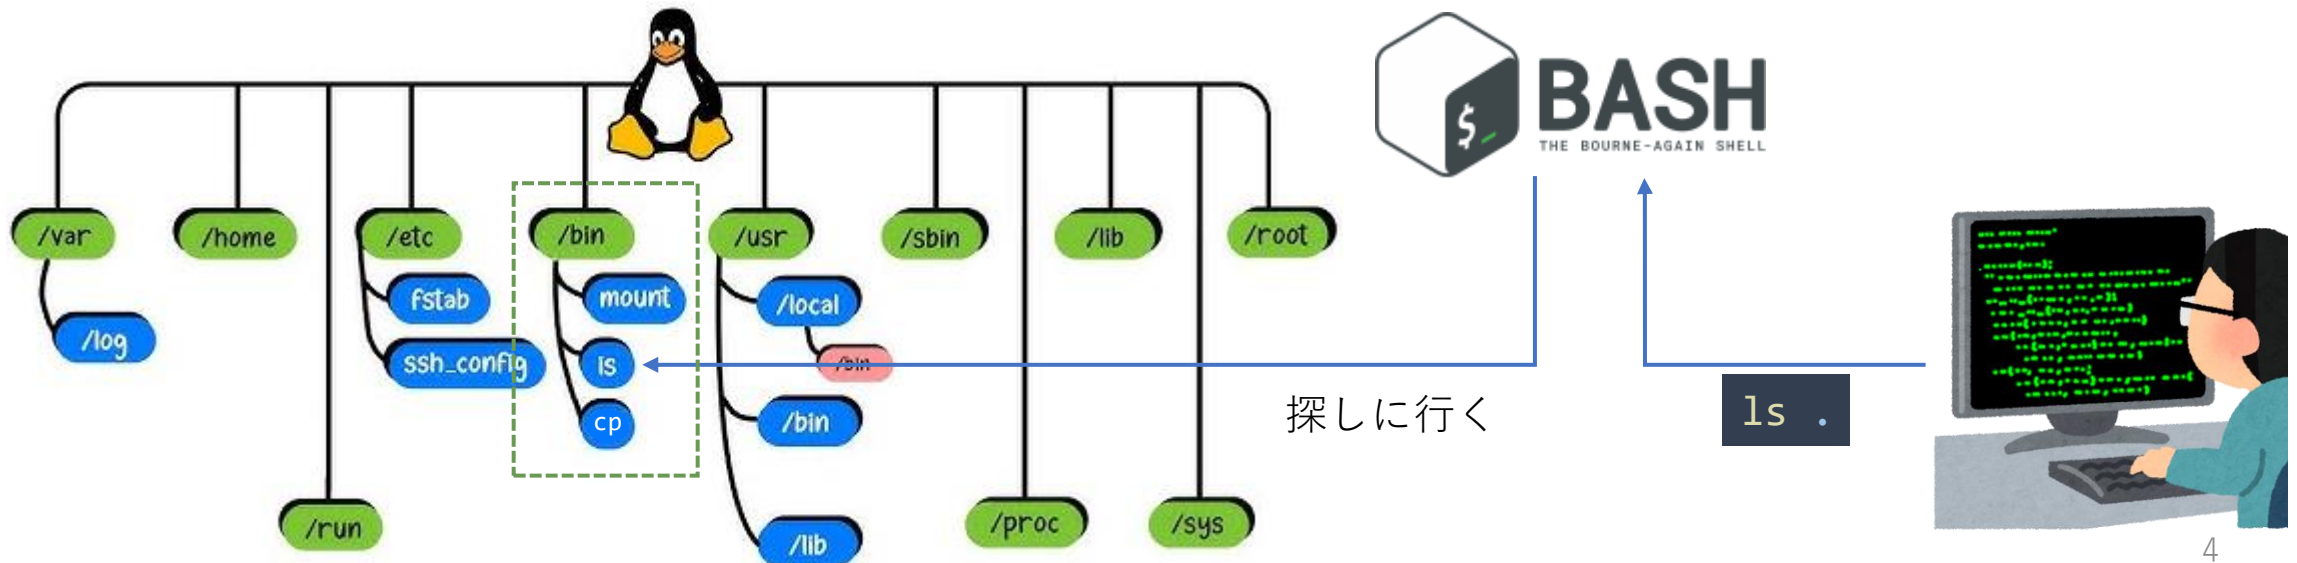 BASH
THE BOURNE-AGAIN SHELL
$_
/var
/home
/etc
/bin
/usr
/sbin
/lib
/root
fstab
mount
/local
/log
ssh_config
ls
/bin
cp
/bin
探しに行く
ls .
/run
/proc
/sys
/lib
4